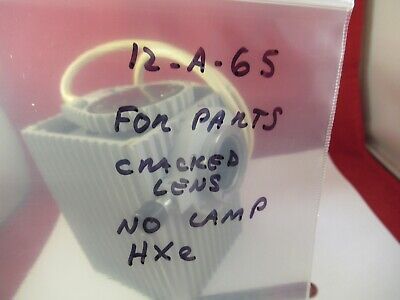 12-A-65
FOR PARTS
CRACKED
LENS
NO LAMP
HXe